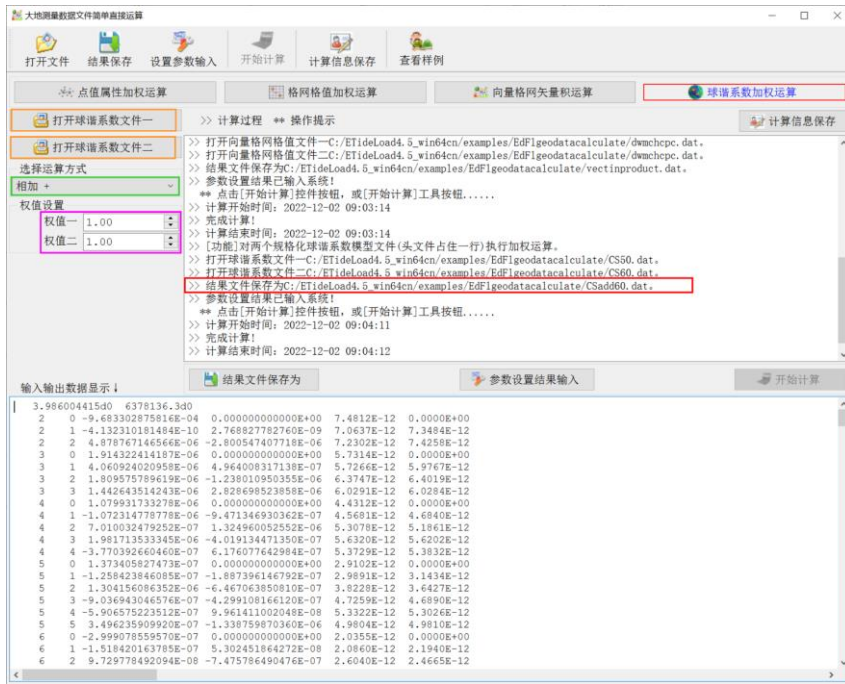 大地测量数据文件简单直接运算
打开文件 结果保存 设置参数输入 开始计算 计算信息保存 查看样例
点值属性加权运算 格网格值加权运算 向量格网矢量积运算 球谐系数加权运算
打开球谐系数文件一 >> 计算过程 ** 操作提示 计算信息保存
打开球谐系数文件二
选择运算方式
相加 +
权值设置
权值一 1.00
权值二 1.00
>> 打开向量格网格值文件一C:/ETideLoad4.5_win64cn/examples/EdFlgeodatacalculate/dwmchcpc.dat。
>> 打开向量格网格值文件二C:/ETideLoad4.5_win64cn/examples/EdFlgeodatacalculate/dwmchpc.dat。
>> 结果文件保存为C:/ETideLoad4.5_win64cn/examples/EdFlgeodatacalculate/vectinproduct.dat。
>> 参数设置结果已输入系统!
** 点击[开始计算]控件按钮，或[开始计算]工具按钮......
>> 计算开始时间: 2022-12-02 09:03:14
>> 完成计算!
>> 计算结束时间: 2022-12-02 09:03:14
>> [功能]对两个规格化球谐系数模型文件(头文件占住一行)执行加权运算。
>> 打开球谐系数文件一C:/ETideLoad4.5_win64cn/examples/EdFlgeodatacalculate/CS50.dat。
>> 打开球谐系数文件二C:/ETideLoad4.5_win64cn/examples/EdFlgeodatacalculate/CS60.dat。
>> 结果文件保存为C:/ETideLoad4.5_win64cn/examples/EdFlgeodatacalculate/CSadd60.dat。
>> 参数设置结果已输入系统!
** 点击[开始计算]控件按钮，或[开始计算]工具按钮......
>> 计算开始时间: 2022-12-02 09:04:11
>> 完成计算!
>> 计算结束时间: 2022-12-02 09:04:12
结果文件保存为 参数设置结果输入 开始计算
输入输出数据显示↓
3.986004415d0 6378136.3d0
2 0 -9.683302875816E-04 0.000000000000E+00 7.4812E-12 0.0000E+00
2 1 -4.132310181484E-10 2.768827782760E-09 7.0637E-12 7.3484E-12
2 2 4.878767146566E-06 -2.800547407718E-06 7.2302E-12 7.4258E-12
3 0 1.914322414187E-06 0.000000000000E+00 5.7314E-12 0.0000E+00
3 1 4.060924020958E-06 4.964008317138E-07 5.7266E-12 5.9767E-12
3 2 1.809575789619E-06 -1.238010950355E-06 6.3747E-12 6.4019E-12
3 3 1.442643514243E-06 2.828698523858E-06 6.0291E-12 6.0284E-12
4 0 1.079931733278E-06 0.000000000000E+00 4.4312E-12 0.0000E+00
4 1 -1.072314778778E-06 -9.471346930362E-07 4.5681E-12 4.6840E-12
4 2 7.010032479252E-07 1.324960052552E-06 5.3078E-12 5.1861E-12
4 3 1.981713533345E-06 -4.019134471350E-07 5.6320E-12 5.6202E-12
4 4 -3.770392660460E-07 6.176077642984E-07 5.3729E-12 5.3832E-12
5 0 1.373405827473E-07 0.000000000000E+00 2.9102E-12 0.0000E+00
5 1 -1.258423846085E-07 -1.887396146792E-07 2.9891E-12 3.1434E-12
5 2 1.304156086352E-06 -6.467063850810E-07 3.8228E-12 3.6427E-12
5 3 -9.036943046576E-07 -4.299108166120E-07 4.7259E-12 4.6890E-12
5 4 -5.906575223512E-07 9.961411002048E-08 5.3322E-12 5.3026E-12
5 5 3.496235909920E-07 -1.338759870360E-06 4.9804E-12 4.9810E-12
6 0 -2.999078559570E-07 0.000000000000E+00 2.0355E-12 0.0000E+00
6 1 -1.518420163785E-07 5.302451864272E-08 2.0860E-12 2.1940E-12
6 2 9.729778492094E-08 -7.475786490476E-07 2.6040E-12 2.4665E-12